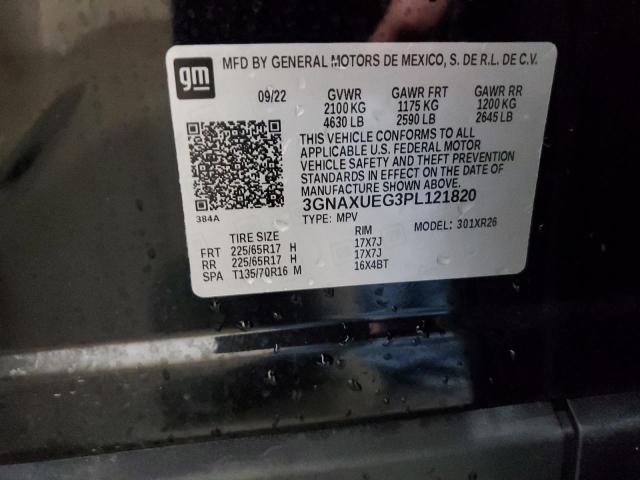 gm
MFD BY GENERAL MOTORS DE MEXICO, S. DE R.L. DE C.V.
09/22 GVWR GAWR FRT GAWR RR
2100 KG 1175 KG 1200 KG
4630 LB 2590 LB 2645 LB
THIS VEHICLE CONFORMS TO ALL
APPLICABLE U.S. FEDERAL MOTOR
VEHICLE SAFETY AND THEFT PREVENTION
STANDARDS IN EFFECT ON THE DATE OF
MANUFACTURE SHOWN ABOVE.
3GNAXUEG3PL121820
384A
TYPE: MPV MODEL: 301XR26
TIRE SIZE RIM
FRT 225/65R17 H 17X7J
RR 225/65R17 H 17X7J
SPA T135/70R16 M 16X4BT